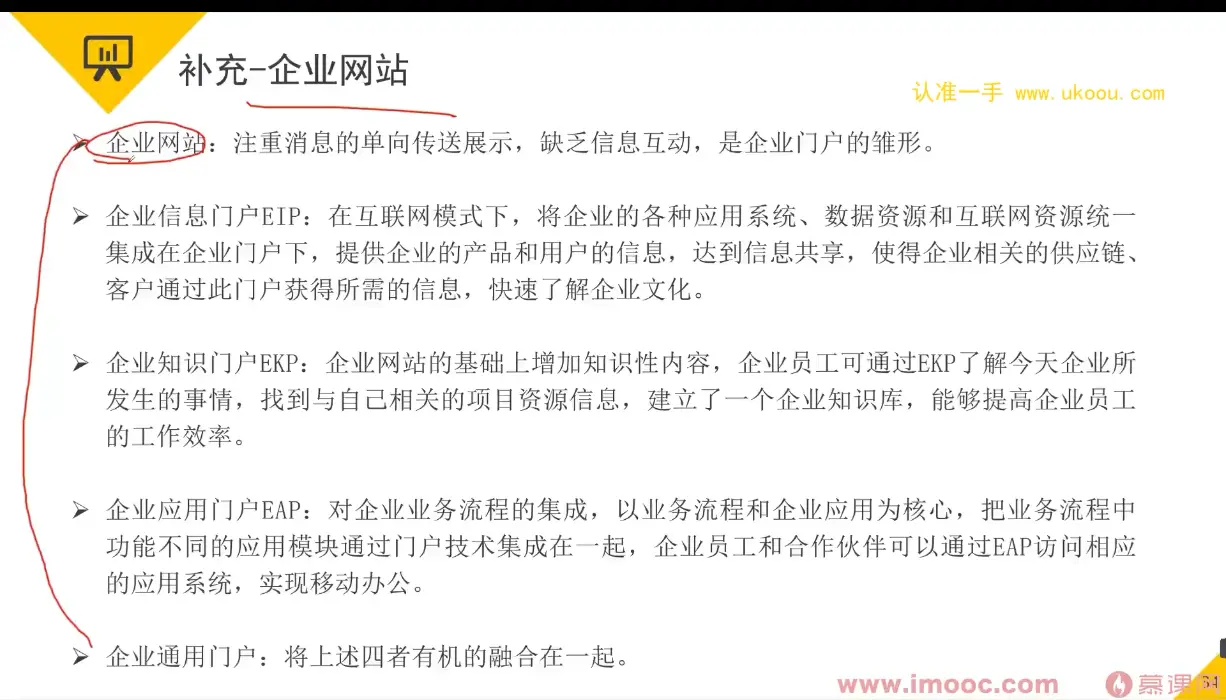 补充-企业网站
认准一手 www.ukoou.com
企业网站：注重消息的单向传送展示，缺乏信息互动，是企业门户的雏形。
企业信息门户EIP：在互联网模式下，将企业的各种应用系统、数据资源和互联网资源统一
集成在企业门户下，提供企业的产品和用户的信息，达到信息共享，使得企业相关的供应链、
客户通过此门户获得所需的信息，快速了解企业文化。
企业知识门户EKP：企业网站的基础上增加知识性内容，企业员工可通过EKP了解今天企业所
发生的事情，找到与自己相关的项目资源信息，建立了一个企业知识库，能够提高企业员工
的工作效率。
企业应用门户EAP：对企业业务流程的集成，以业务流程和企业应用为核心，把业务流程中
功能不同的应用模块通过门户技术集成在一起，企业员工和合作伙伴可以通过EAP访问相应
的应用系统，实现移动办公。
企业通用门户：将上述四者有机的融合在一起。
www.imooc.com 慕课